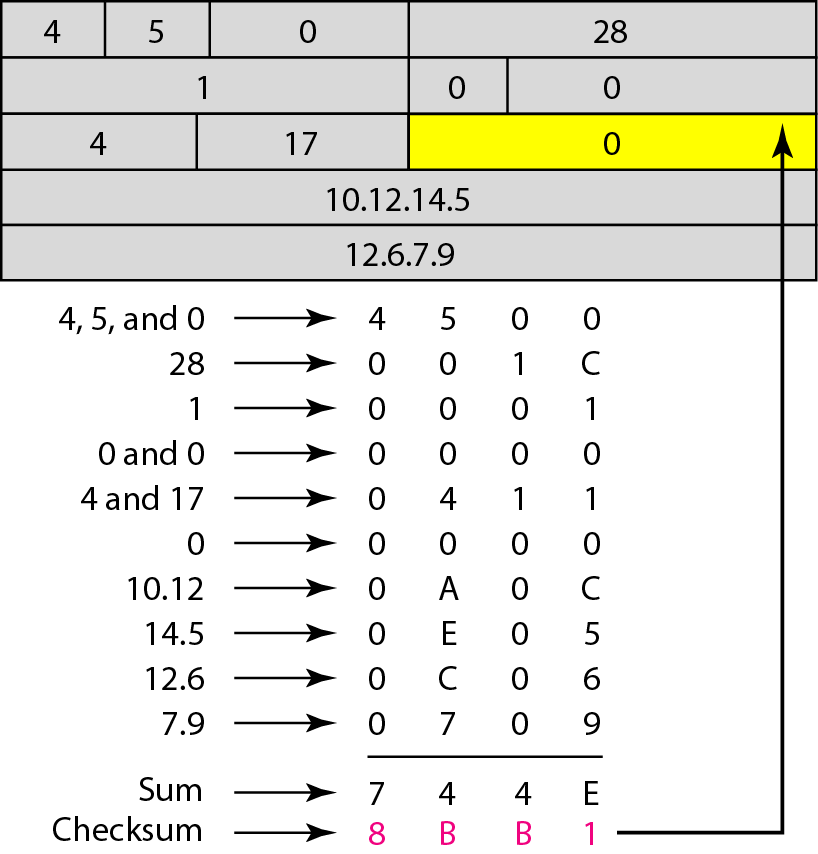 4 5 0 28
1 0 0
4 17 0
10.12.14.5
12.6.7.9
4, 5, and 0 4 5 0 0
28 0 0 1 C
1 0 0 0 1
0 and 0 0 0 0 0
4 and 17 0 4 1 1
0 0 0 0 0
10.12 0 A 0 C
14.5 0 E 0 5
12.6 0 C 0 6
7.9 0 7 0 9
Sum 7 4 4 E
Checksum 8 B B 1